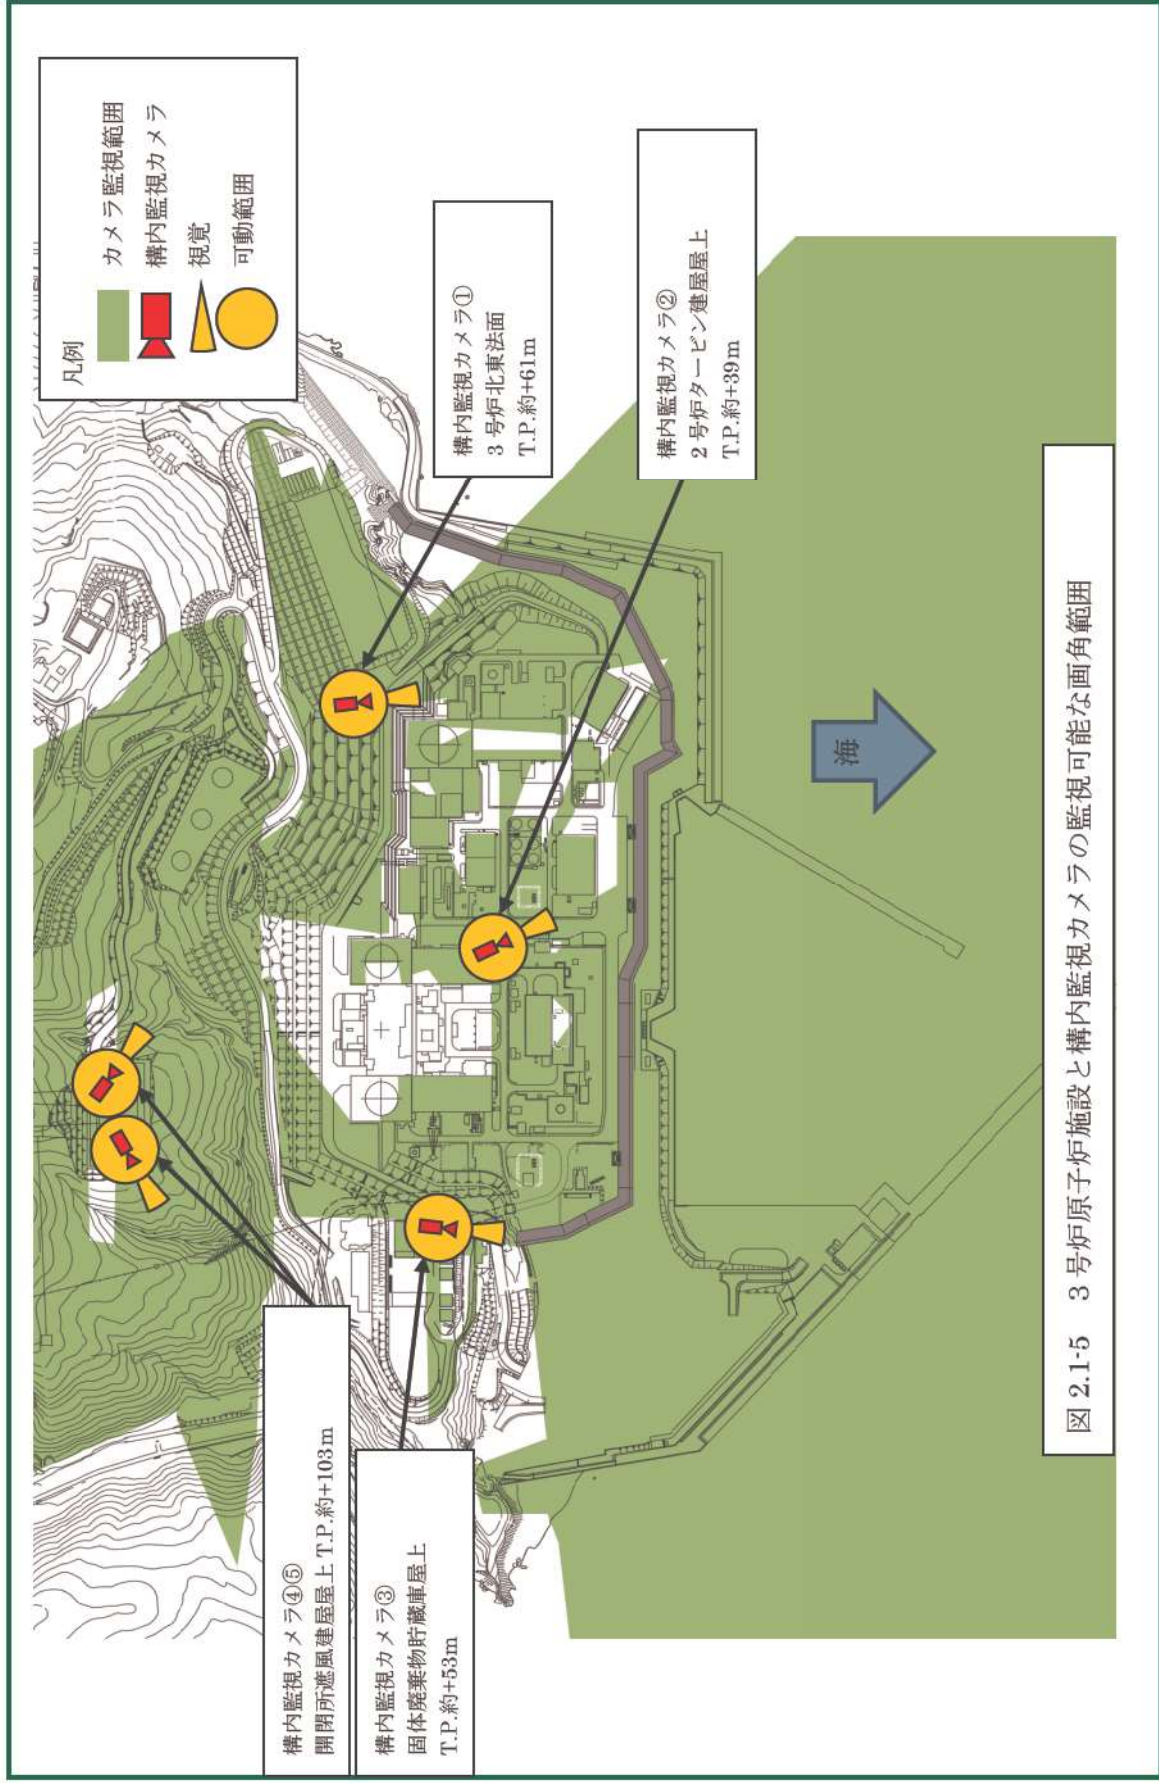 凡例
カメラ監視範囲
構内監視カメラ
視覚
可動範囲
構内監視カメラ①
3号炉北東法面
T.P.約+61m
構内監視カメラ②
2号炉タービン建屋屋上
T.P.約+39m
構内監視カメラ④⑤
開閉所遮風建屋屋上 T.P.約+103m
構内監視カメラ③
固体廃棄物貯蔵庫屋上
T.P.約+53m
海
図 2.1-5 3号炉原子炉施設と構内監視カメラの監視可能な画角範囲